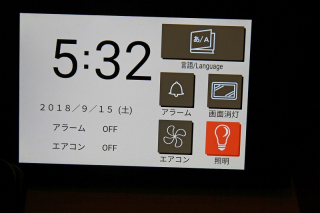 5:32
あ/A
言語/Language
2018/9/15 (土)
アラーム 画面消灯
アラーム OFF
エアコン OFF
エアコン 照明